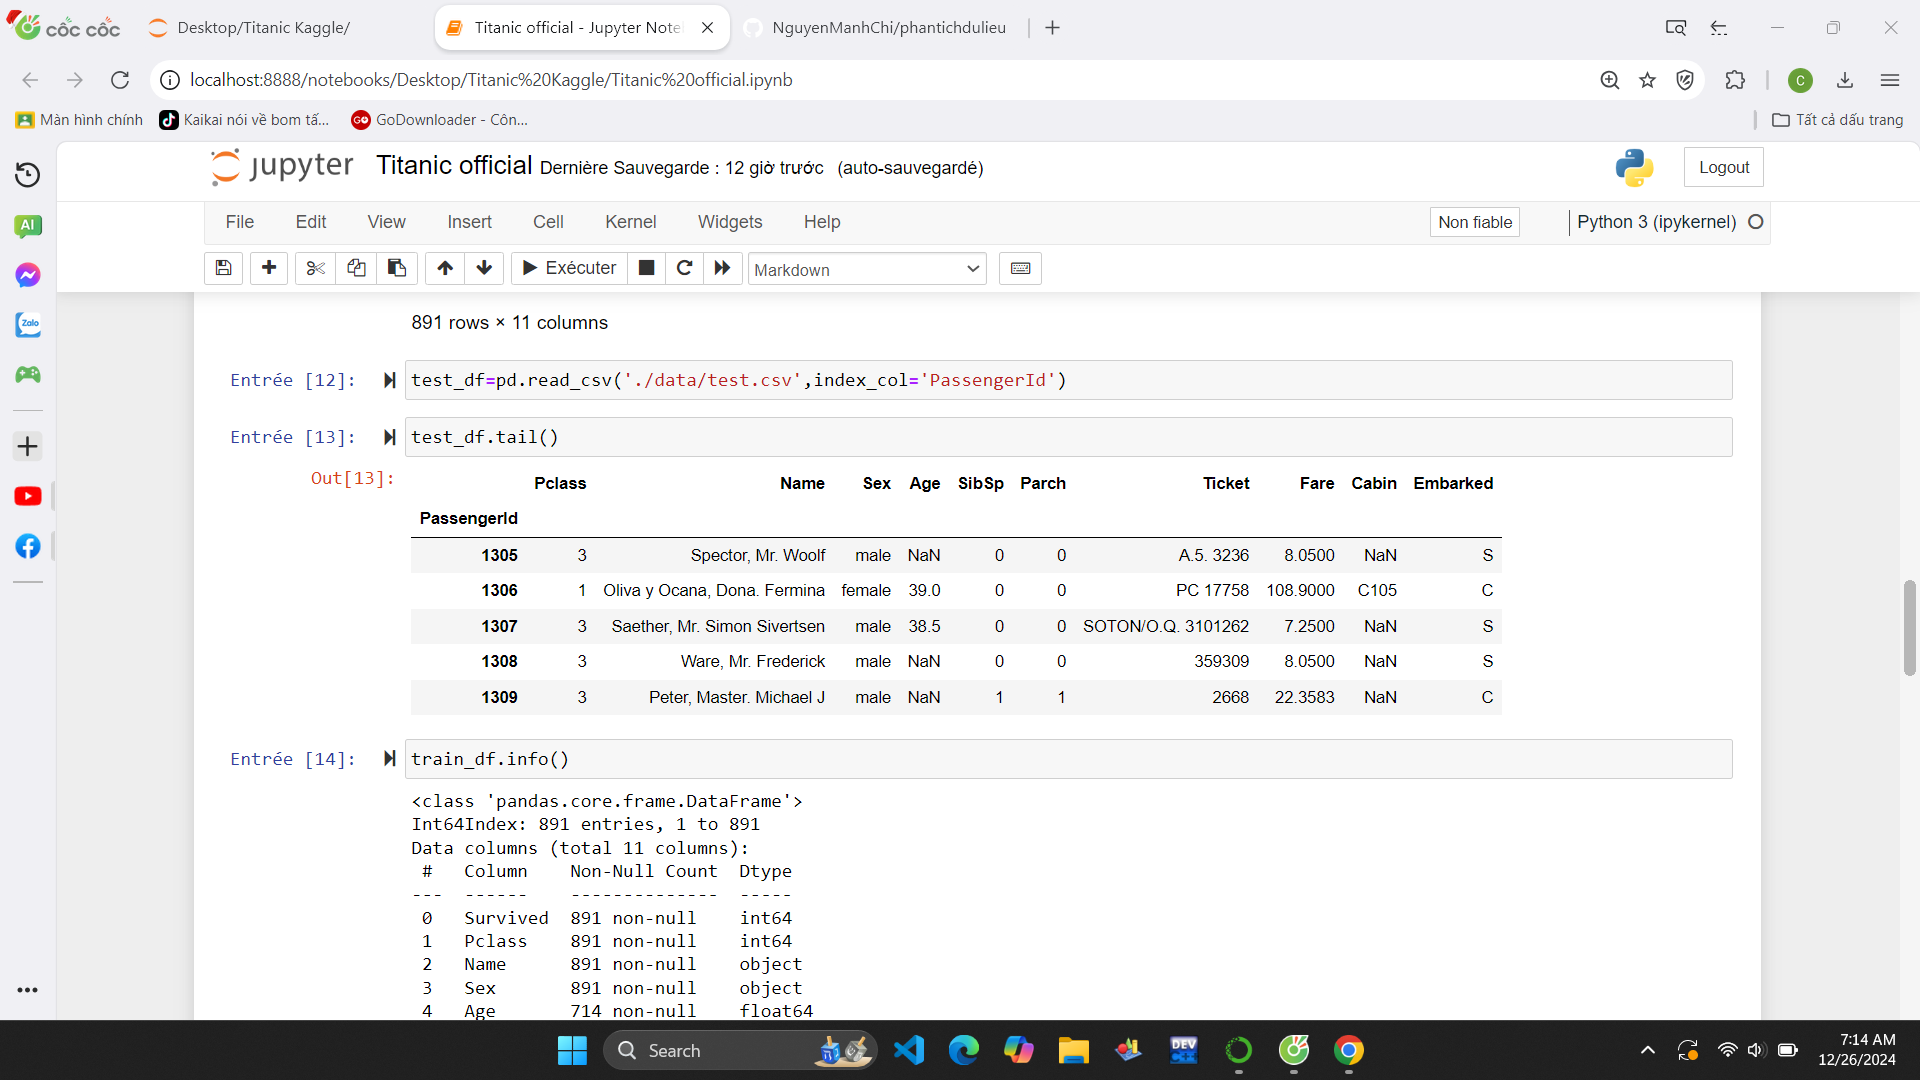 cốc cốc
Desktop/Titanic Kaggle/
Titanic official - Jupyter Note
NguyenManhChi/phantichdulieu
localhost:8888/notebooks/Desktop/Titanic%20Kaggle/Titanic%20official.ipynb
C
Màn hình chính
Kaikai nói về bom tấ...
GO
GoDownloader - Côn...
Tất cả dấu trang
AI
Zalo
jupyter
Titanic official
Dernière Sauvegarde : 12 giờ trước (auto-sauvegardé)
Logout
File Edit View Insert Cell Kernel Widgets Help
Non fiable
Python 3 (ipykernel)
Exécuter
Markdown
891 rows × 11 columns
Entrée [12]: test_df=pd.read_csv('./data/test.csv',index_col='PassengerId')
Entrée [13]: test_df.tail()
Out[13]:
Pclass Name Sex Age SibSp Parch Ticket Fare Cabin Embarked
PassengerId
1305 3 Spector, Mr. Woolf male NaN 0 0 A.5. 3236 8.0500 NaN S
1306 1 Oliva y Ocana, Dona. Fermina female 39.0 0 0 PC 17758 108.9000 C105 C
1307 3 Saether, Mr. Simon Sivertsen male 38.5 0 0 SOTON/O.Q. 3101262 7.2500 NaN S
1308 3 Ware, Mr. Frederick male NaN 0 0 359309 8.0500 NaN S
1309 3 Peter, Master. Michael J male NaN 1 1 2668 22.3583 NaN C
Entrée [14]: train_df.info()
<class 'pandas.core.frame.DataFrame'>
Int64Index: 891 entries, 1 to 891
Data columns (total 11 columns):
# Column Non-Null Count Dtype
--- ------ -------------- -----
0 Survived 891 non-null int64
1 Pclass 891 non-null int64
2 Name 891 non-null object
3 Sex 891 non-null object
4 Age 714 non-null float64
Search
DEV
C++
7:14 AM
12/26/2024